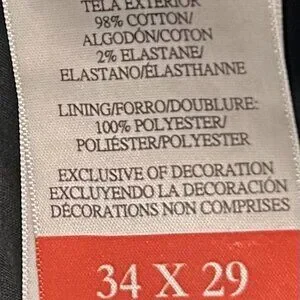 TELA EXTERIOR
98% COTTON/
ALGODÓN/COTON
2% ELASTANE/
ELASTANO/ÉLASTHANNE
LINING/FORRO/DOUBLURE:
100% POLYESTER/
POLIÉSTER/POLYESTER
EXCLUSIVE OF DECORATION
EXCLUYENDO LA DECORACIÓN
DÉCORATIONS NON COMPRISES
34 X 29